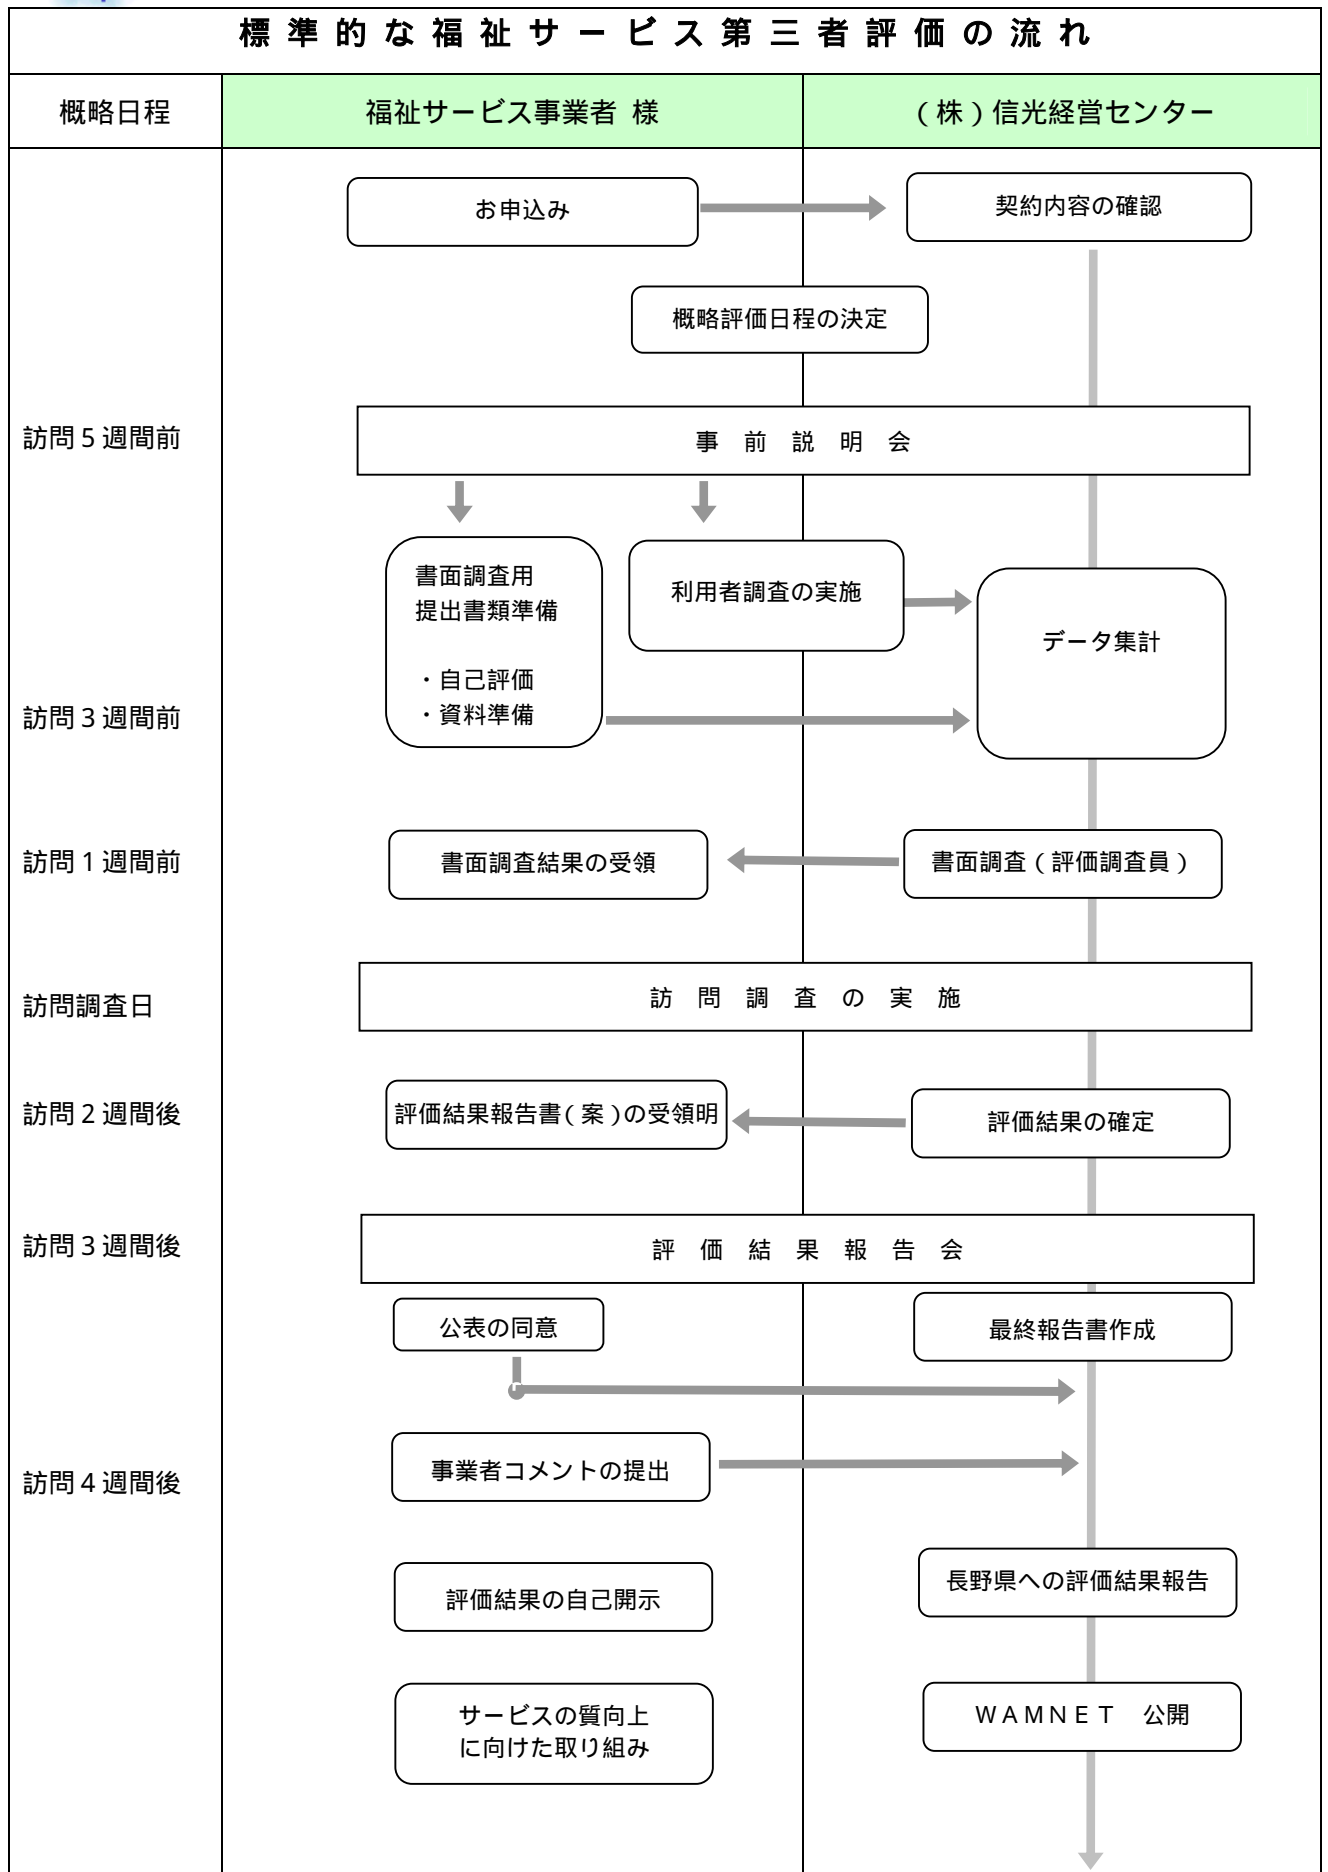 標準的な福祉サービス第三者評価の流れ
概略日程
福祉サービス事業者 様
(株)信光経営センター
お申込み
契約内容の確認
概略評価日程の決定
訪問5週間前
事前説明会
書面調査用
提出書類準備
・自己評価
・資料準備
利用者調査の実施
データ集計
訪問3週間前
訪問1週間前
書面調査結果の受領
書面調査(評価調査員)
訪問調査日
訪問調査の実施
訪問2週間後
評価結果報告書(案)の受領明
評価結果の確定
訪問3週間後
評価結果報告会
公表の同意
最終報告書作成
訪問4週間後
事業者コメントの提出
評価結果の自己開示
長野県への評価結果報告
サービスの質向上
に向けた取り組み
WAMNET 公開